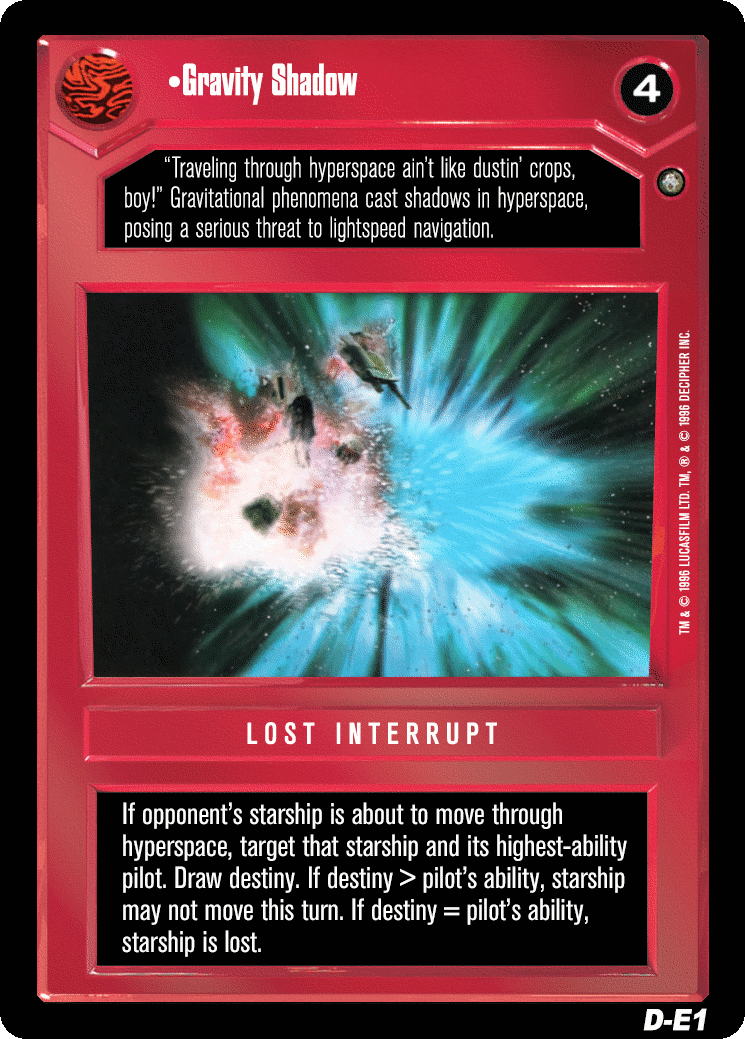 •Gravity Shadow
4
“Traveling through hyperspace ain’t like dustin’ crops,
boy!” Gravitational phenomena cast shadows in hyperspace,
posing a serious threat to lightspeed navigation.
TM & © 1996 LUCASFILM LTD. TM, ® & © 1996 DECIPHER INC.
LOST INTERRUPT
If opponent’s starship is about to move through
hyperspace, target that starship and its highest-ability
pilot. Draw destiny. If destiny > pilot’s ability, starship
may not move this turn. If destiny = pilot’s ability,
starship is lost.
D-E1